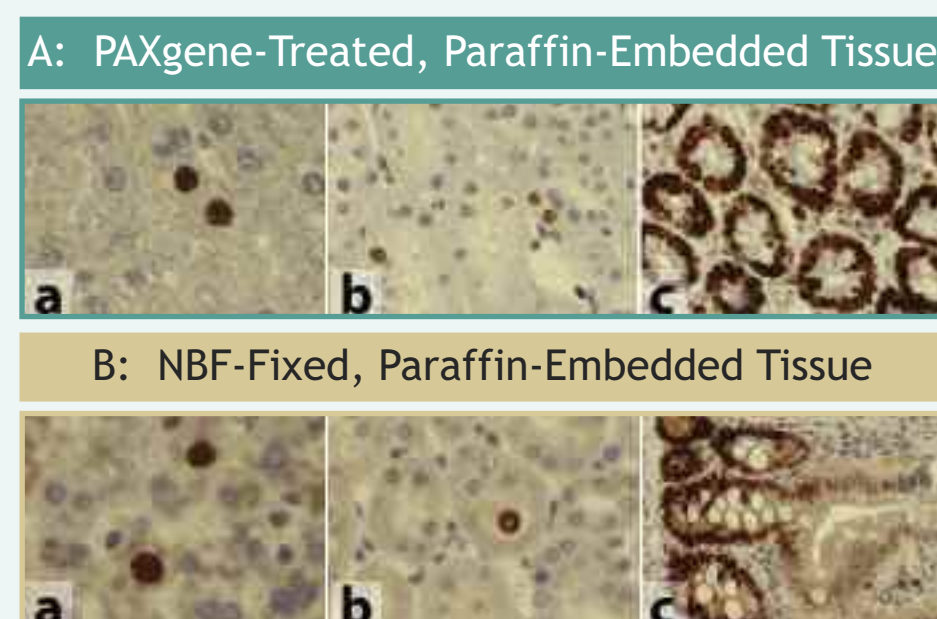 A: PAXgene-Treated, Paraffin-Embedded Tissue
a b c
B: NBF-Fixed, Paraffin-Embedded Tissue
a b c